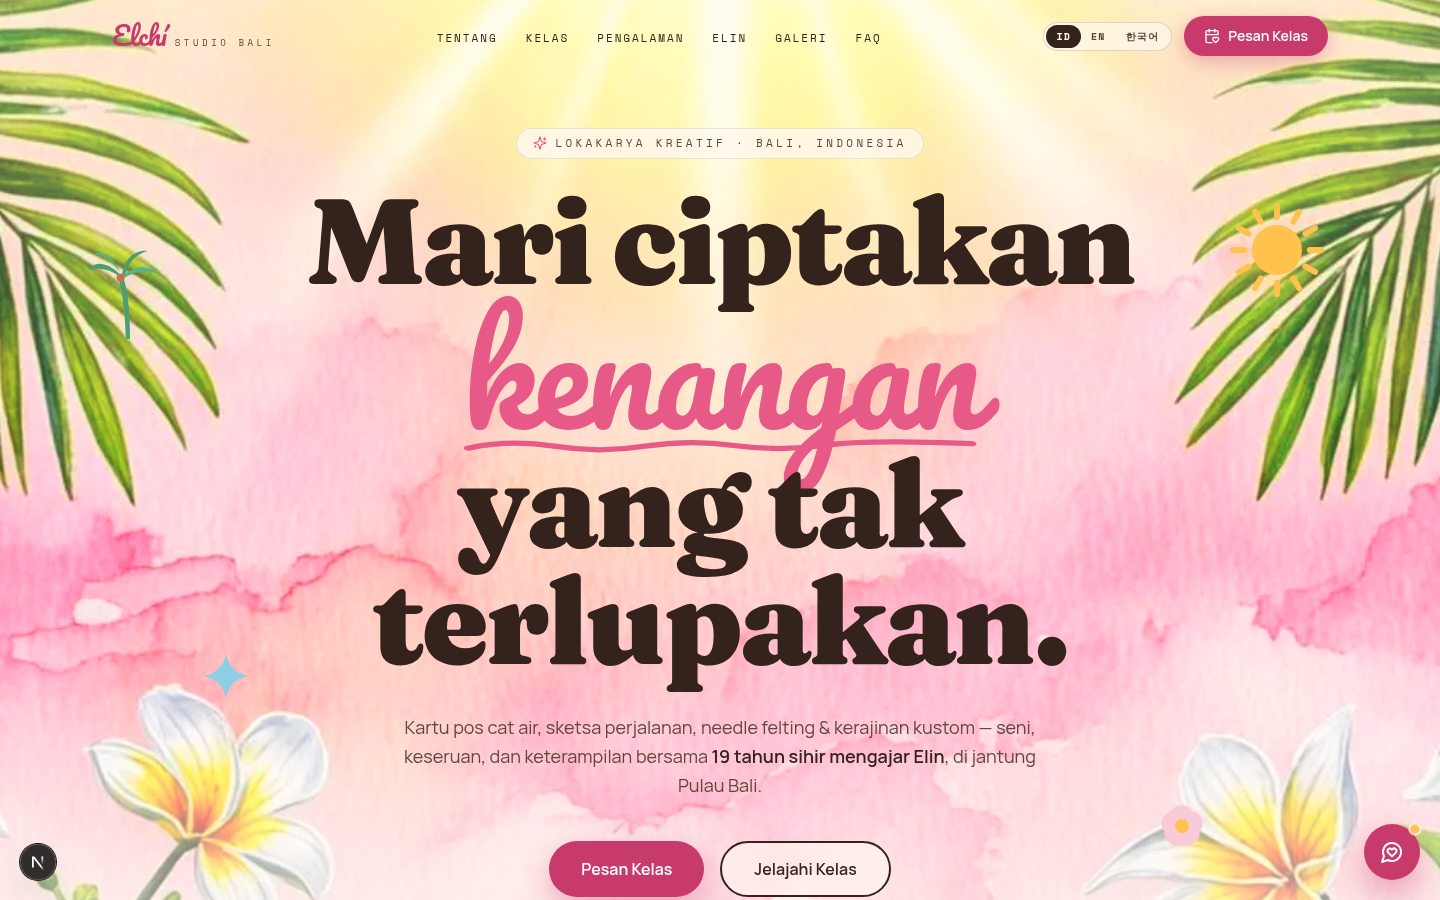 Elchí STUDIO BALI
TENTANG KELAS PENGALAMAN ELIN GALERI FAQ
ID EN 한국어
Pesan Kelas
LOKAKARYA KREATIF · BALI, INDONESIA
Mari ciptakan
kenangan
yang tak
terlupakan.
Kartu pos cat air, sketsa perjalanan, needle felting & kerajinan kustom — seni,
keseruan, dan keterampilan bersama 19 tahun sihir mengajar Elin, di jantung
Pulau Bali.
Pesan Kelas
Jelajahi Kelas
N